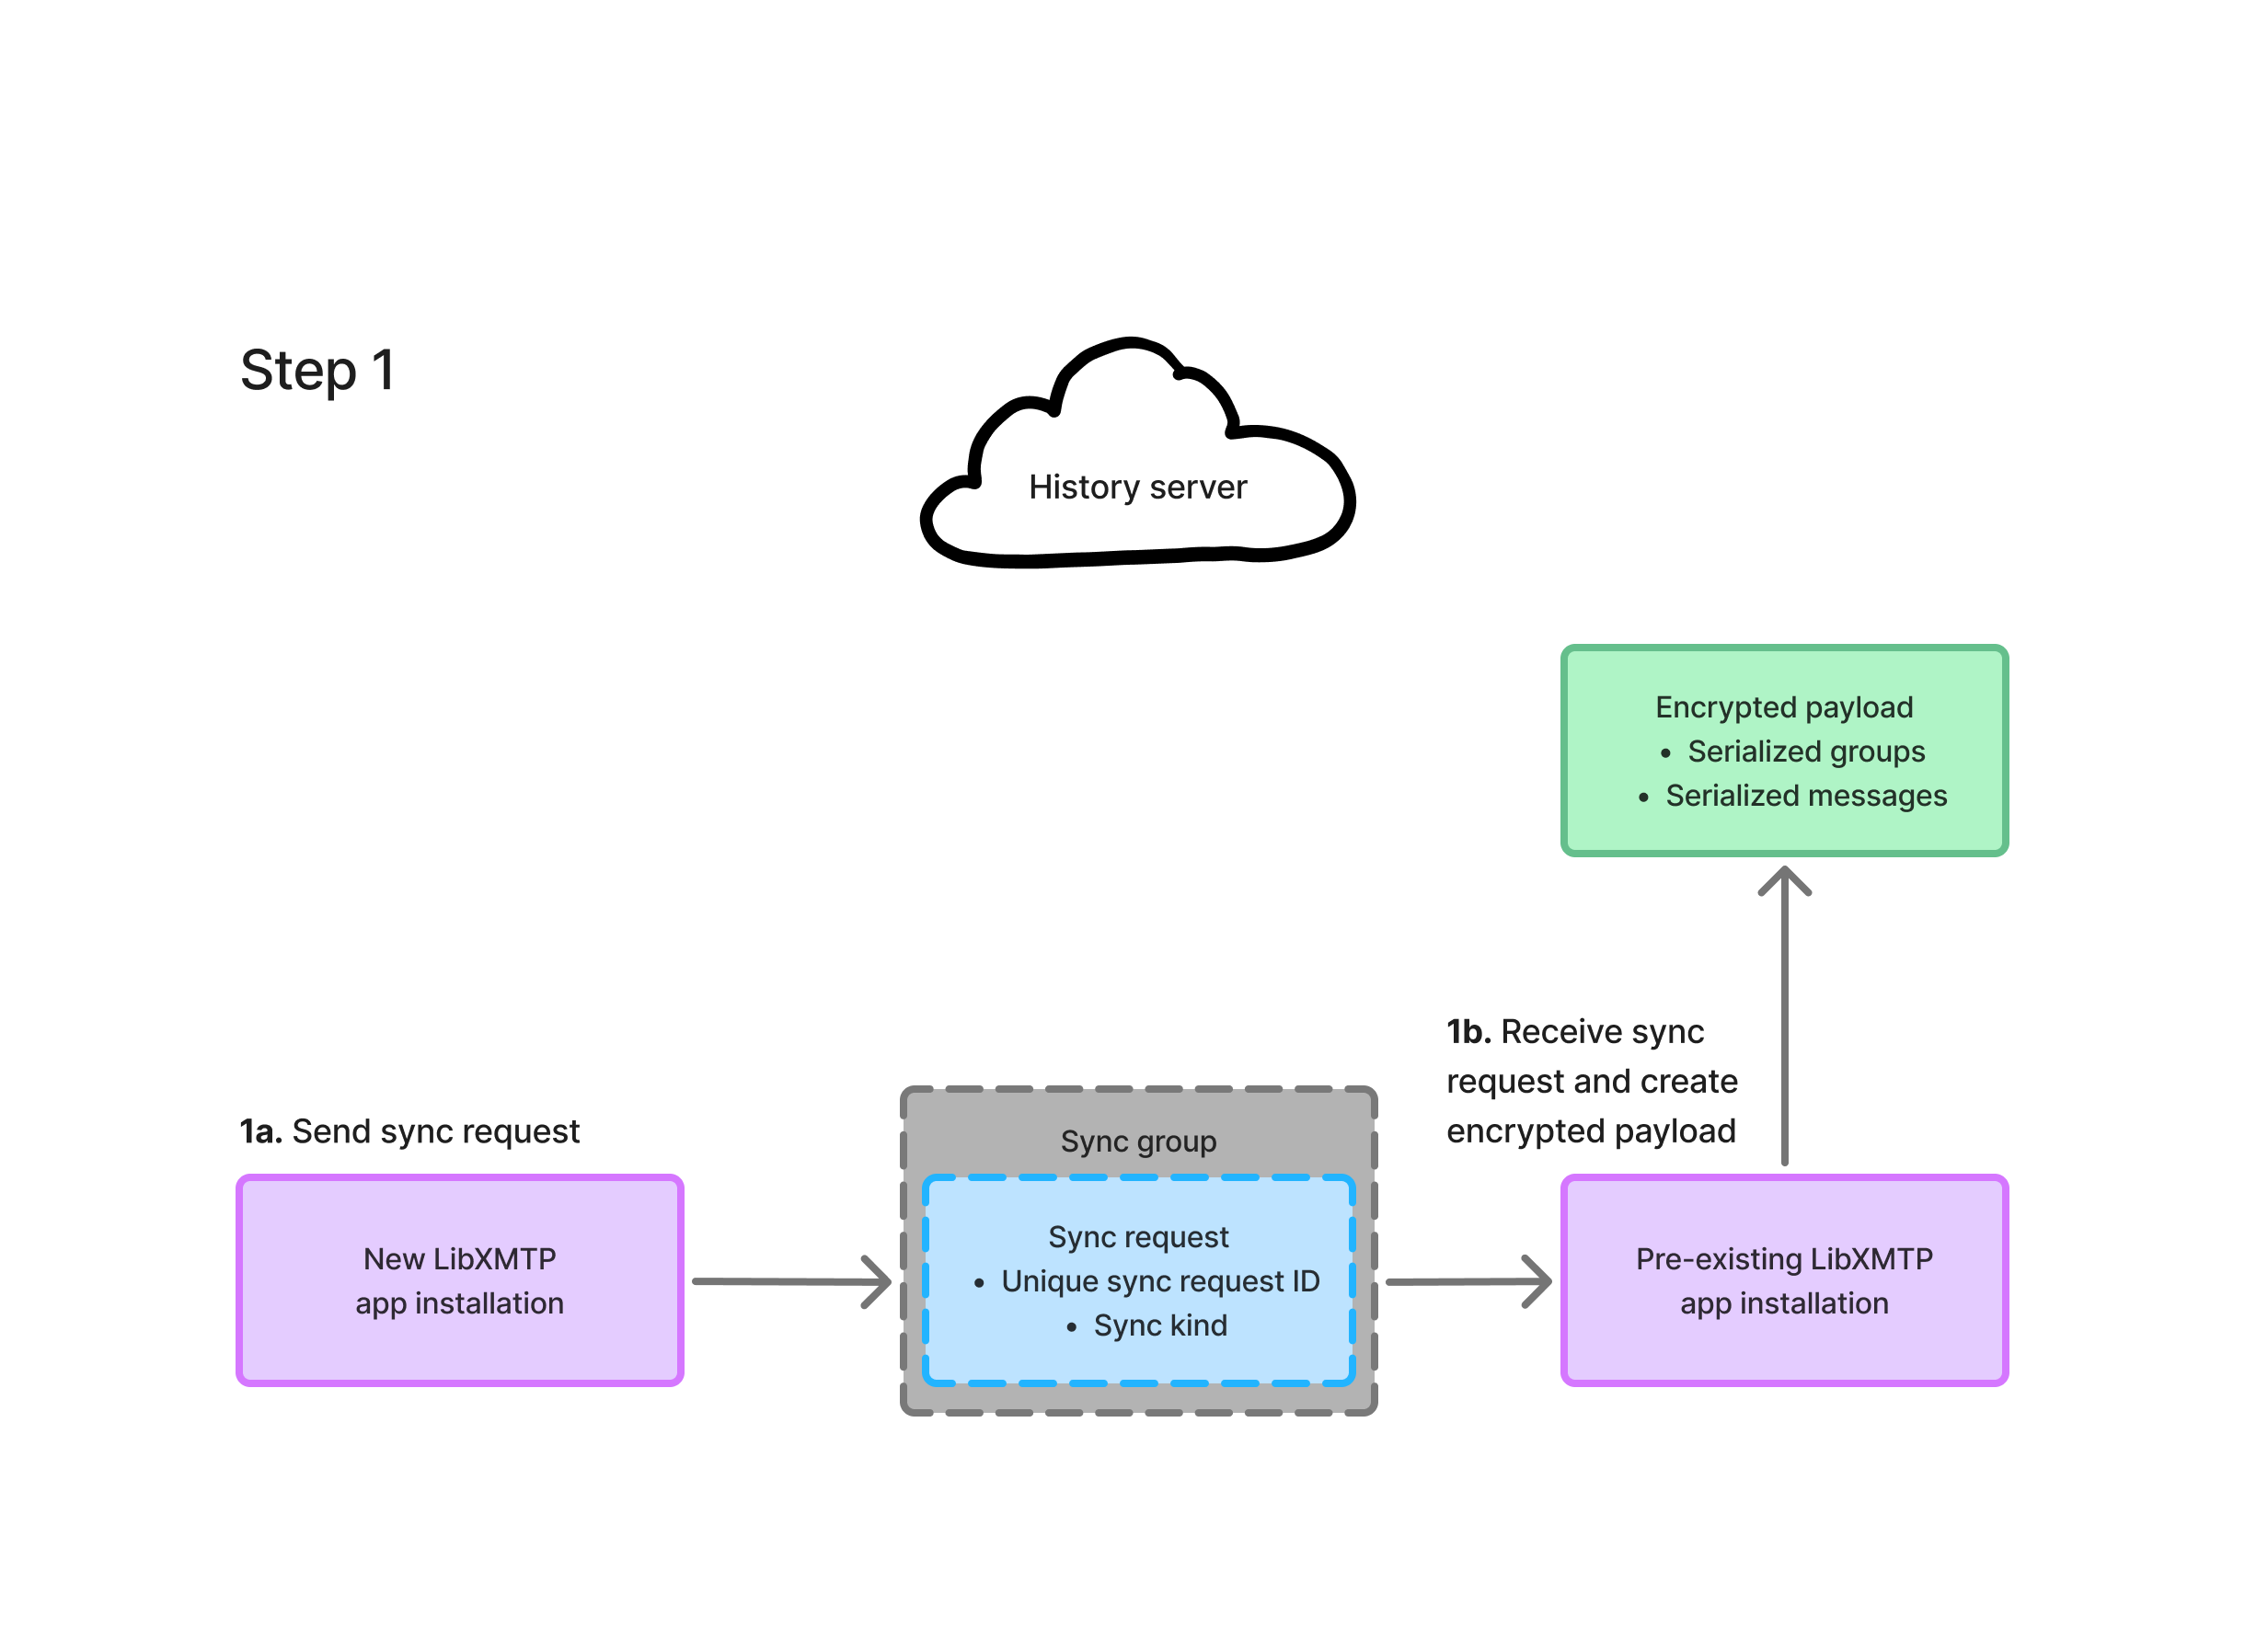 Step 1
History server
Encrypted payload
• Serialized groups
• Serialized messages
1b. Receive sync
request and create
encrypted payload
1a. Send sync request
Sync group
New LibXMTP
app installation
Sync request
• Unique sync request ID
• Sync kind
Pre-existing LibXMTP
app installation